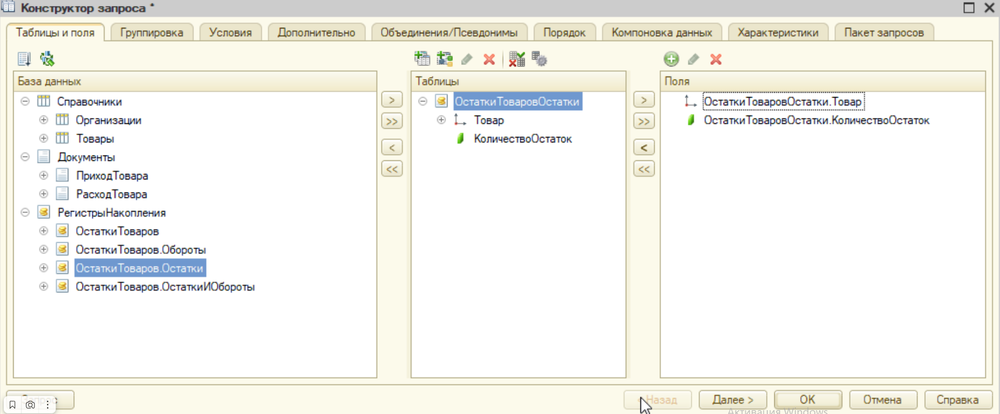 Конструктор запроса *
Таблицы и поля Группировка Условия Дополнительно Объединения/Псевдонимы Порядок Компоновка данных Характеристики Пакет запросов
База данных
Справочники
Организации
Товары
Документы
ПриходТовара
РасходТовара
РегистрыНакопления
ОстаткиТоваров
ОстаткиТоваров.Обороты
ОстаткиТоваров.Остатки
ОстаткиТоваров.ОстаткиИОбороты
>
>>
<
<<
Таблицы
ОстаткиТоваровОстатки
Товар
КоличествоОстаток
>
>>
<
<<
Поля
ОстаткиТоваровОстатки.Товар
ОстаткиТоваровОстатки.КоличествоОстаток
Запрос Назад Далее > ОК Отмена Справка
Активация Windows